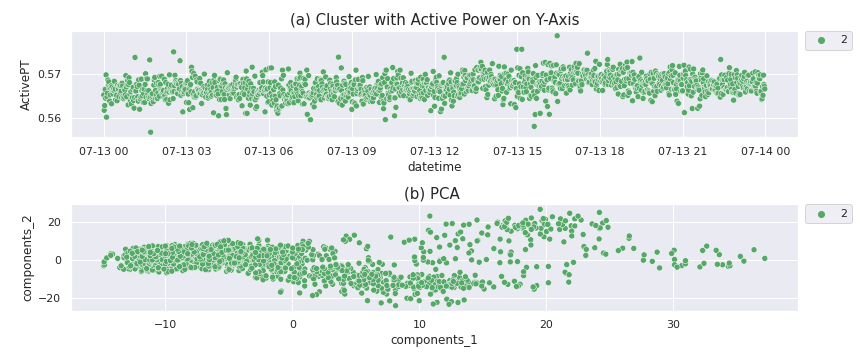 (a) Cluster with Active Power on Y-Axis
2
ActivePT
0.57
0.56
07-13 00 07-13 03 07-13 06 07-13 09 07-13 12 07-13 15 07-13 18 07-13 21 07-14 00
datetime
(b) PCA
2
components_2
20
0
−20
−10 0 10 20 30
components_1